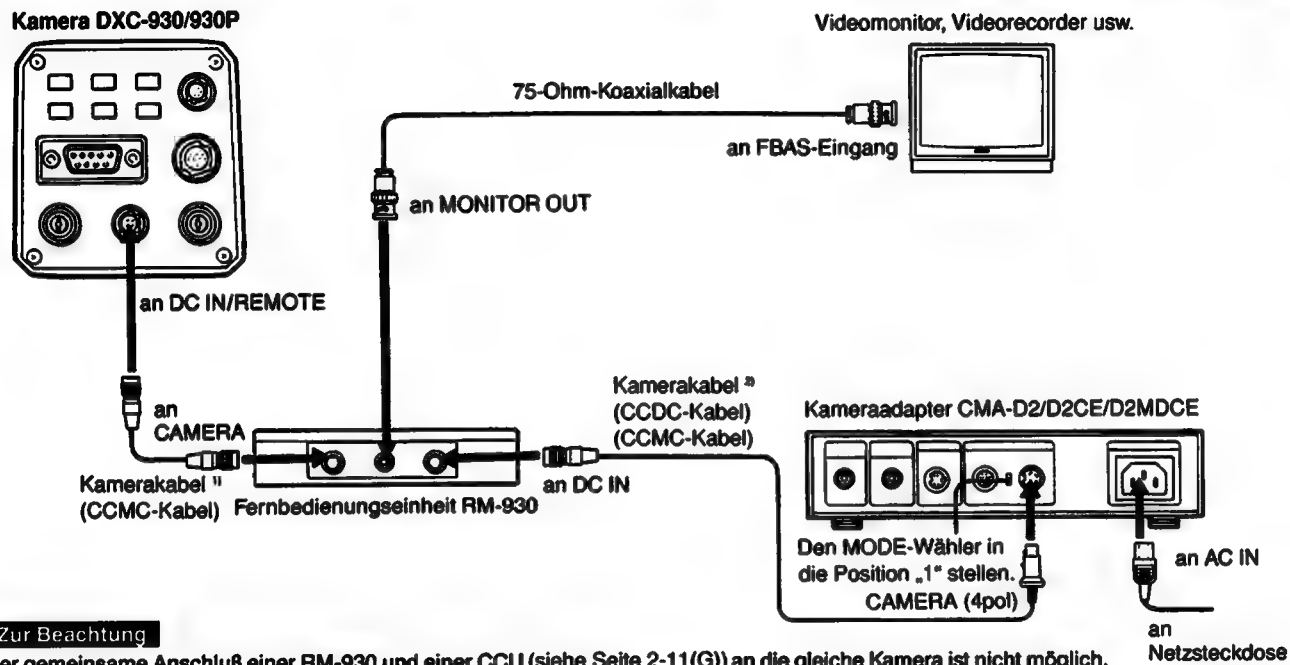 Kamera DXC-930/930P
Videomonitor, Videorecorder usw.
75-Ohm-Koaxialkabel
an FBAS-Eingang
an MONITOR OUT
an DC IN/REMOTE
an
CAMERA
Kamerakabel 1)
(CCMC-Kabel)
Fernbedienungseinheit RM-930
Kamerakabel 2)
(CCDC-Kabel)
(CCMC-Kabel)
an DC IN
Kameraadapter CMA-D2/D2CE/D2MDCE
Den MODE-Wähler in
die Position „1" stellen.
CAMERA (4pol)
an AC IN
an
Netzsteckdose
Zur Beachtung
er gemeinsame Anschluß einer RM-930 und einer CCU (siehe Seite 2-11(G)) an die gleiche Kamera ist nicht möglich.